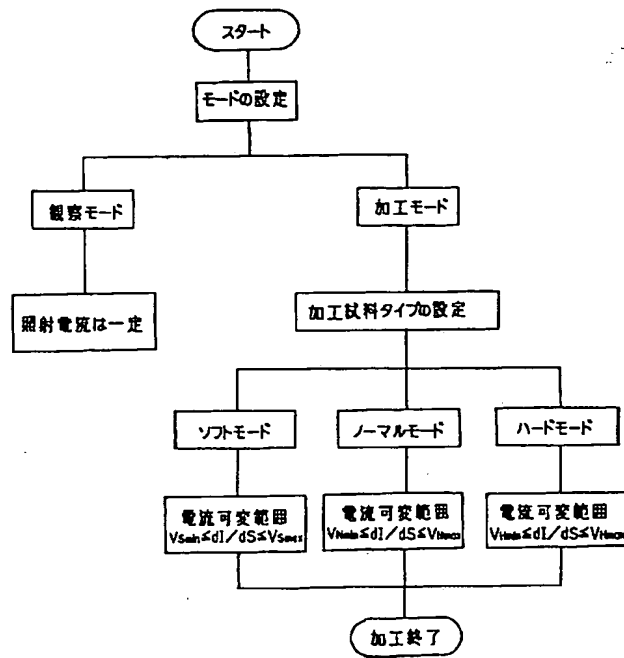 スタート
モードの設定
観察モード
加工モード
照射電流は一定
加工試料タイプの設定
ソフトモード
ノーマルモード
ハードモード
電流可変範囲
VSmin≦dI/dS≦VSmax
電流可変範囲
VNmin≦dI/dS≦VNmax
電流可変範囲
VHmin≦dI/dS≦VHmax
加工終了